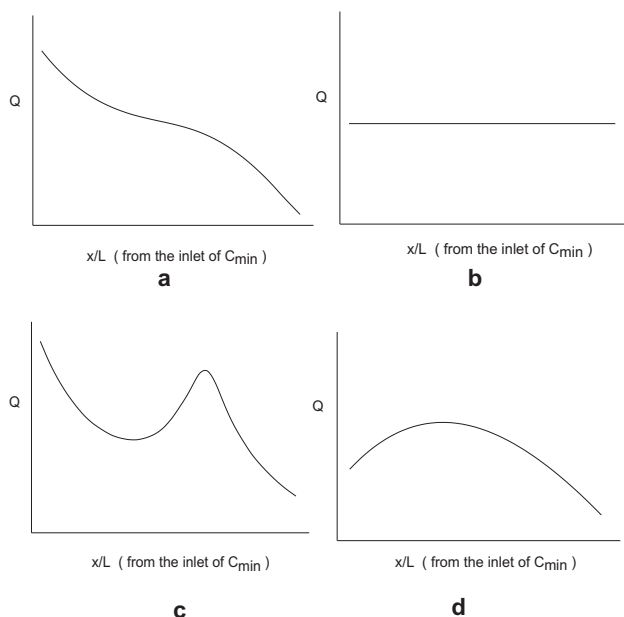 Q
x/L ( from the inlet of Cmin )
a
Q
x/L ( from the inlet of Cmin )
b
Q
x/L ( from the inlet of Cmin )
c
Q
x/L ( from the inlet of Cmin )
d